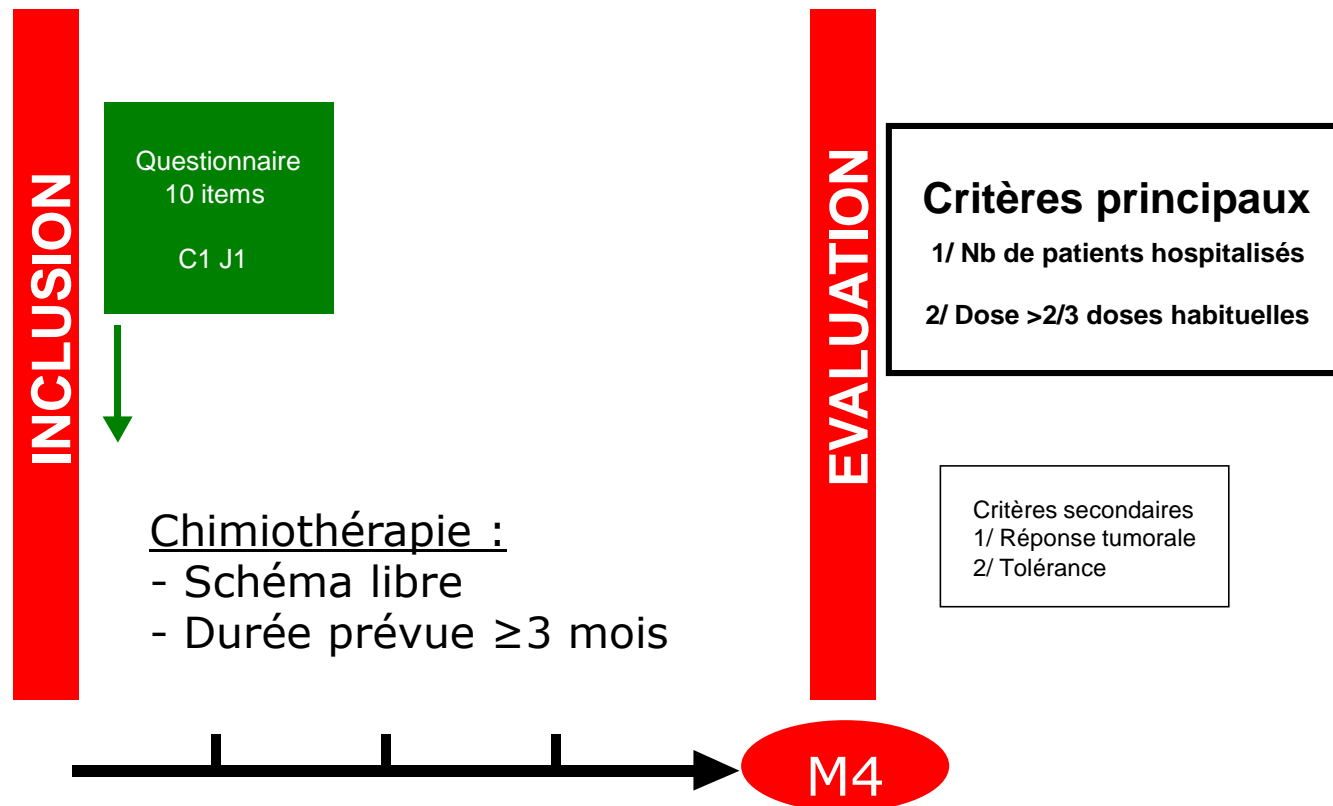 INCLUSION
Questionnaire
10 items
C1 J1
Chimiothérapie :
- Schéma libre
- Durée prévue ≥3 mois
EVALUATION
Critères principaux
1/ Nb de patients hospitalisés
2/ Dose >2/3 doses habituelles
Critères secondaires
1/ Réponse tumorale
2/ Tolérance
M4